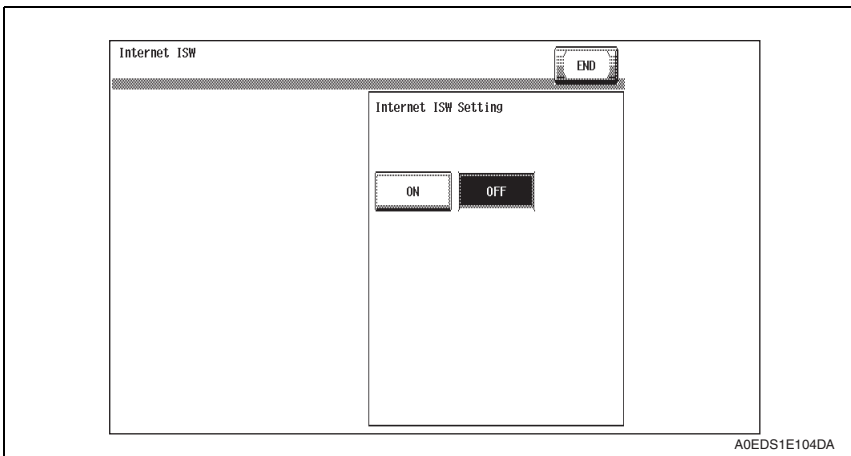 Internet ISW
END
Internet ISW Setting
ON
OFF
A0EDS1E104DA